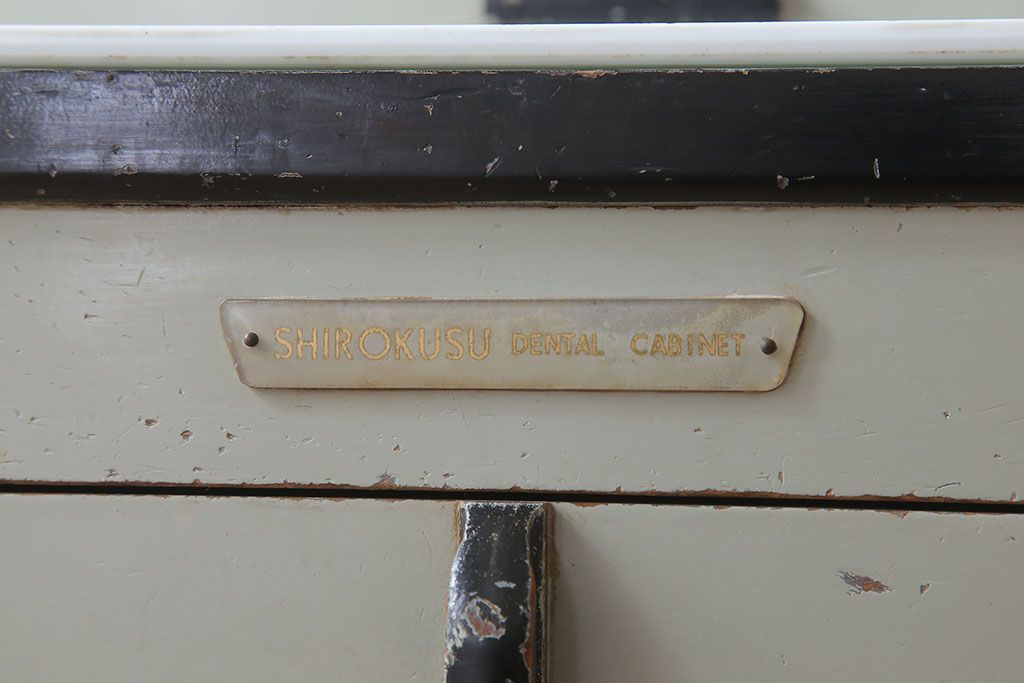 SHIROKUSU DENTAL CABINET